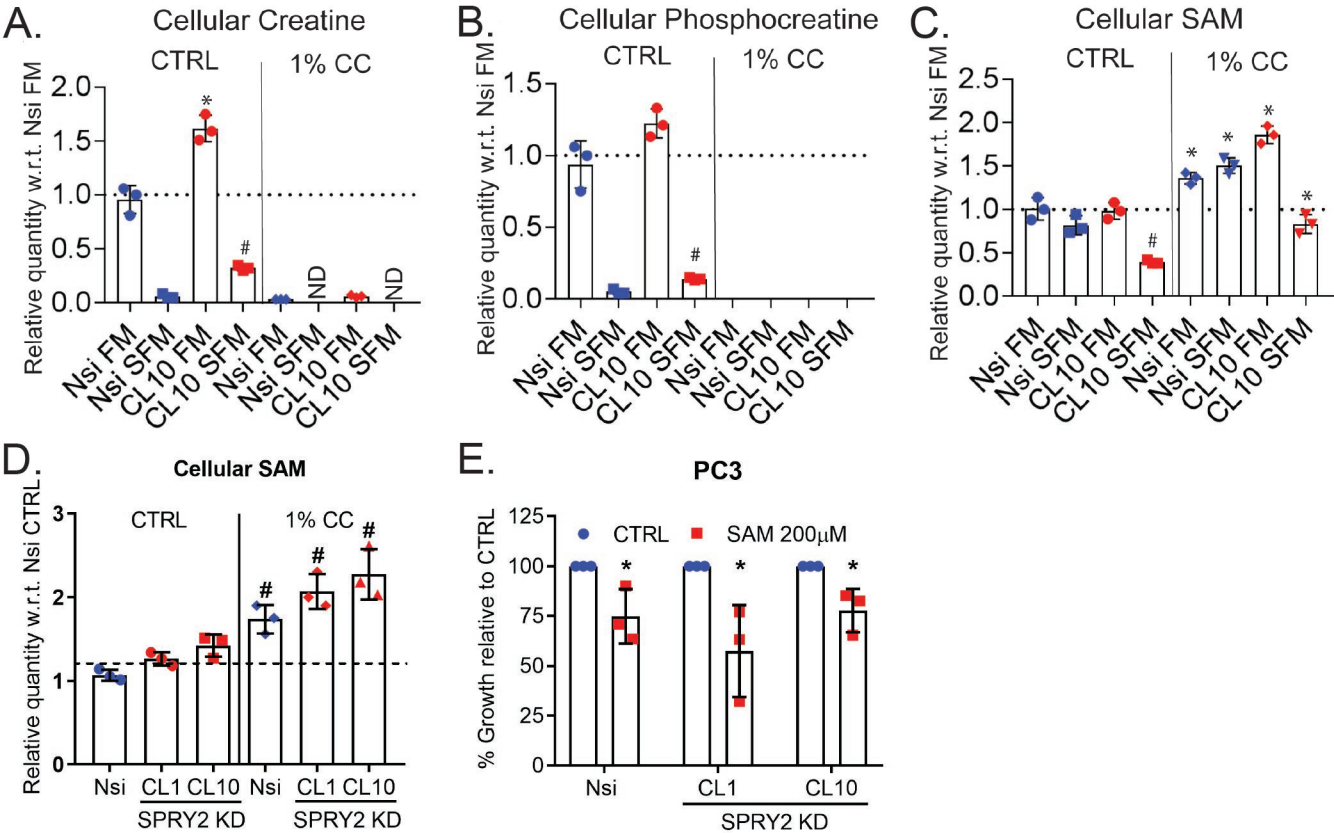 A.
Cellular Creatine
CTRL
1% CC
Relative quantity w.r.t. Nsi FM
2.0
1.5
1.0
0.5
0.0
*
#
ND
ND
Nsi FM
Nsi SFM
CL10 FM
CL10 SFM
Nsi FM
Nsi SFM
CL10 FM
CL10 SFM
B.
Cellular Phosphocreatine
CTRL
1% CC
Relative quantity w.r.t. Nsi FM
1.5
1.0
0.5
0.0
#
Nsi FM
Nsi SFM
CL10 FM
CL10 SFM
Nsi FM
Nsi SFM
CL10 FM
CL10 SFM
C.
Cellular SAM
CTRL
1% CC
Relative quantity w.r.t. Nsi FM
2.5
2.0
1.5
1.0
0.5
0.0
#
*
*
*
*
Nsi FM
Nsi SFM
CL10 FM
CL10 SFM
Nsi FM
Nsi SFM
CL10 FM
CL10 SFM
D.
Cellular SAM
CTRL
1% CC
Relative quantity w.r.t. Nsi CTRL.
3
2
1
0
#
#
#
Nsi
CL1
CL10
Nsi
CL1
CL10
SPRY2 KD
SPRY2 KD
E.
PC3
CTRL
SAM 200μM
% Growth relative to CTRL
125
100
75
50
25
0
*
*
*
Nsi
CL1
CL10
SPRY2 KD